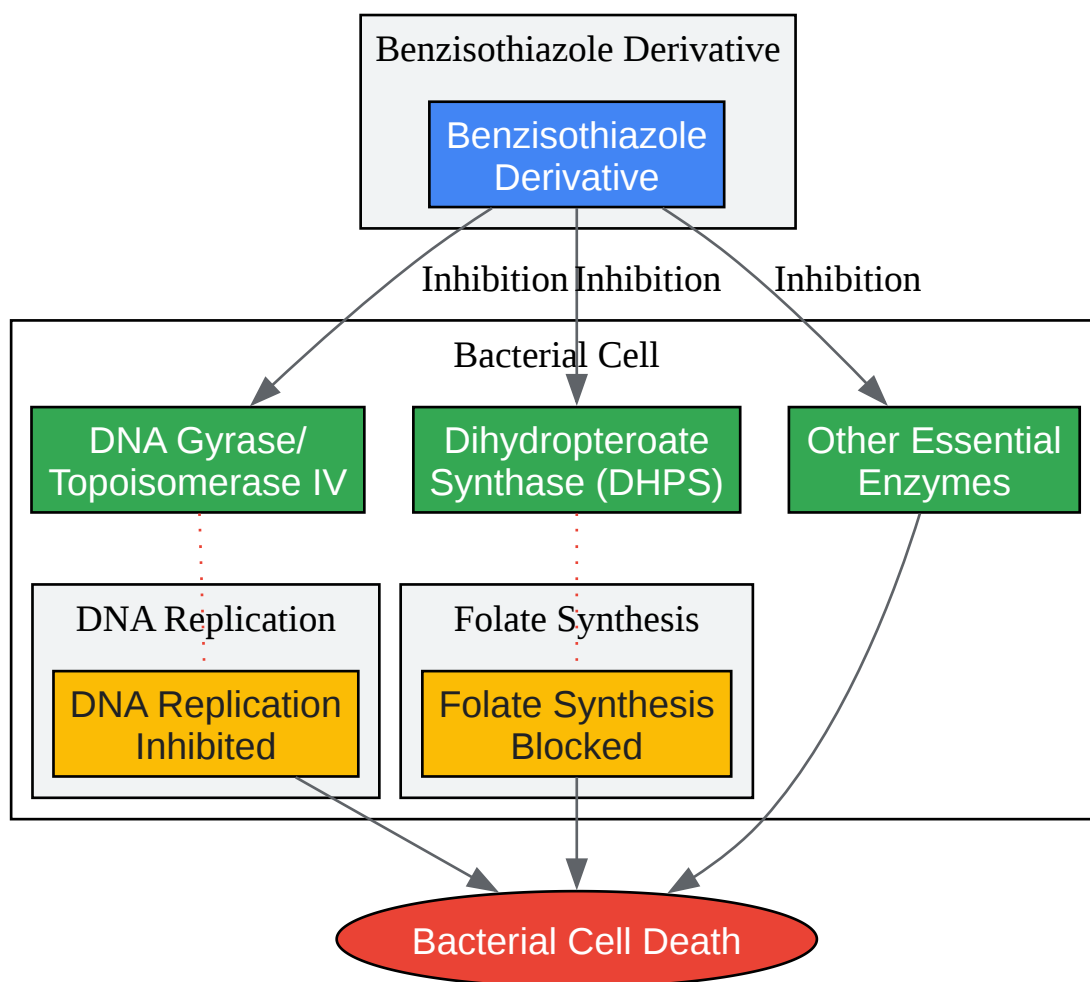 Benzisothiazole Derivative
Benzisothiazole
Derivative
Inhibition
Inhibition
Inhibition
Bacterial Cell
DNA Gyrase/
Topoisomerase IV
Dihydropteroate
Synthase (DHPS)
Other Essential
Enzymes
DNA Replication
Folate Synthesis
DNA Replication
Inhibited
Folate Synthesis
Blocked
Bacterial Cell Death